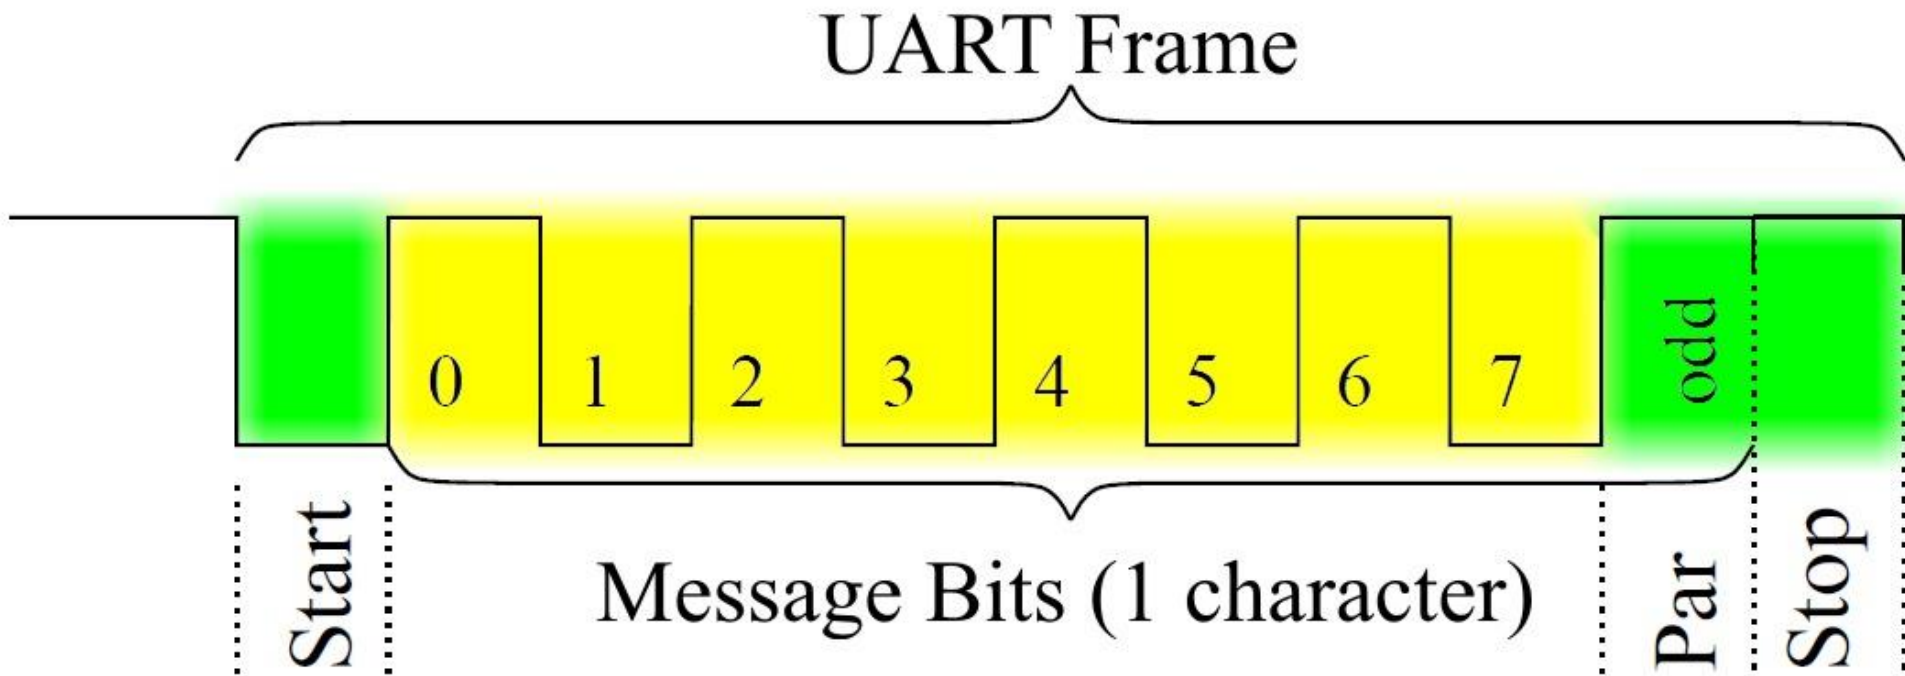 UART Frame
0 1 2 3 4 5 6 7 odd
Start
Message Bits (1 character)
Par
Stop